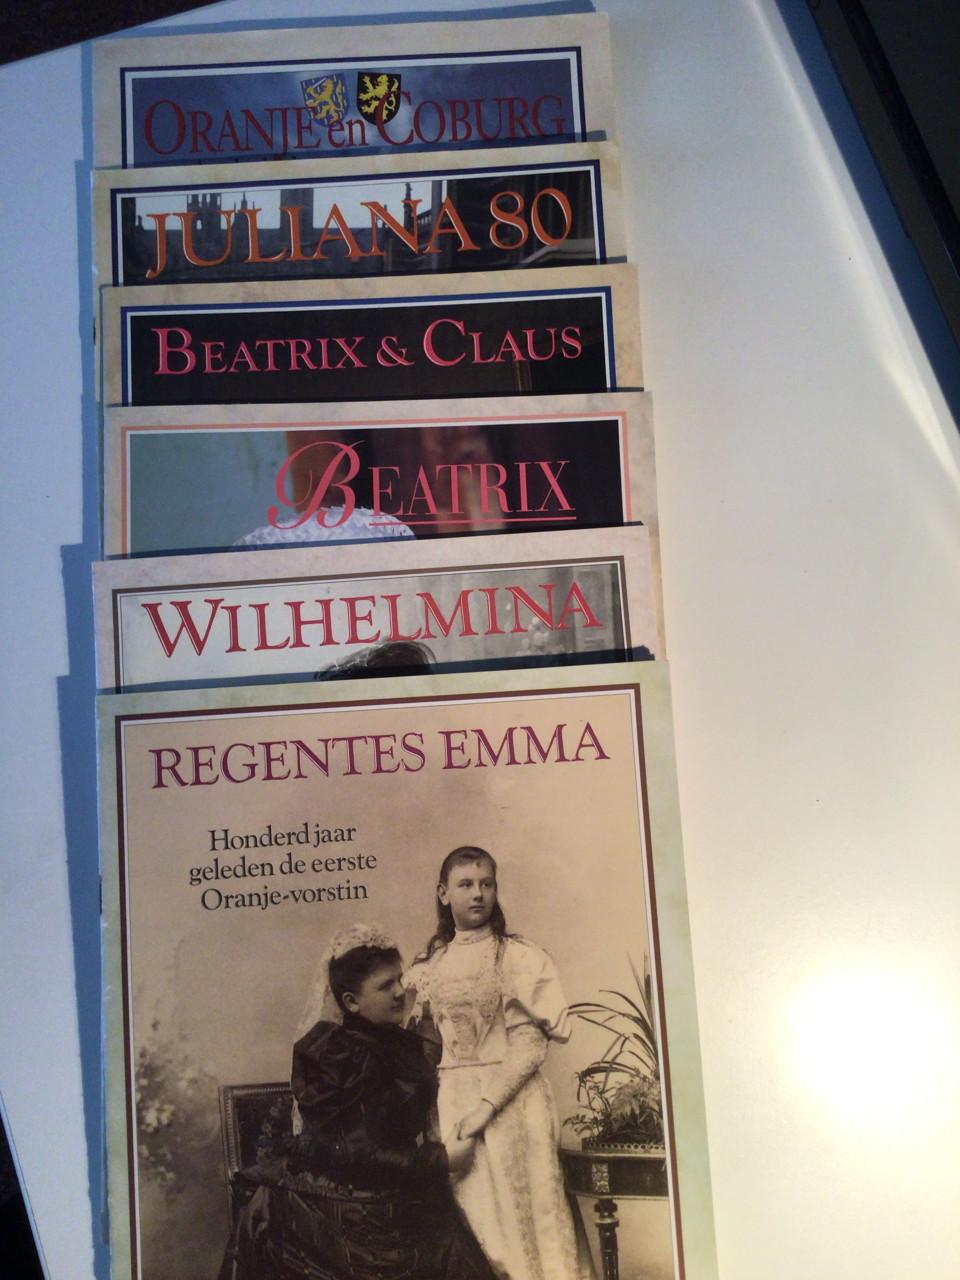 ORANJE en COBURG
JULIANA 80
BEATRIX & CLAUS
BEATRIX
WILHELMINA
REGENTES EMMA
Honderd jaar
geleden de eerste
Oranje-vorstin